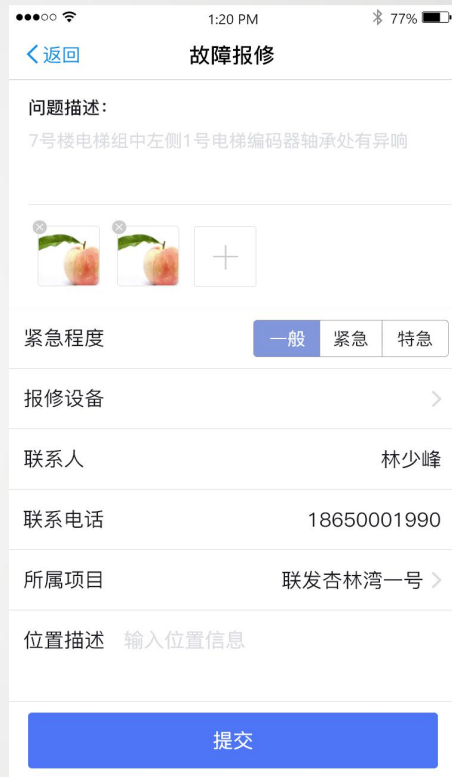 1:20 PM 77%
返回 故障报修
问题描述:
7号楼电梯组中左侧1号电梯编码器轴承处有异响
紧急程度 一般 紧急 特急
报修设备
联系人 林少峰
联系电话 18650001990
所属项目 联发杏林湾一号
位置描述 输入位置信息
提交